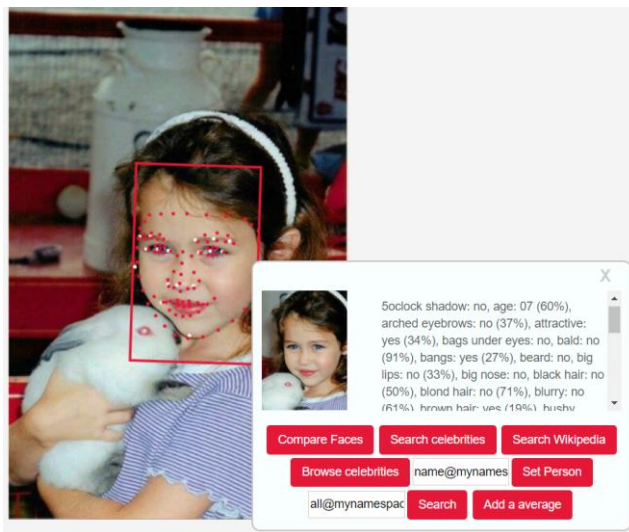 X
5oclock shadow: no, age: 07 (60%),
arched eyebrows: no (37%), attractive:
yes (34%), bags under eyes: no, bald: no
(91%), bangs: yes (27%), beard: no, big
lips: no (33%), big nose: no, black hair: no
(50%), blond hair: no (71%), blurry: no
(61%), brown hair: yes (19%), bushy
Compare Faces Search celebrities Search Wikipedia
Browse celebrities name@mynames Set Person
all@mynamespac Search Add a average